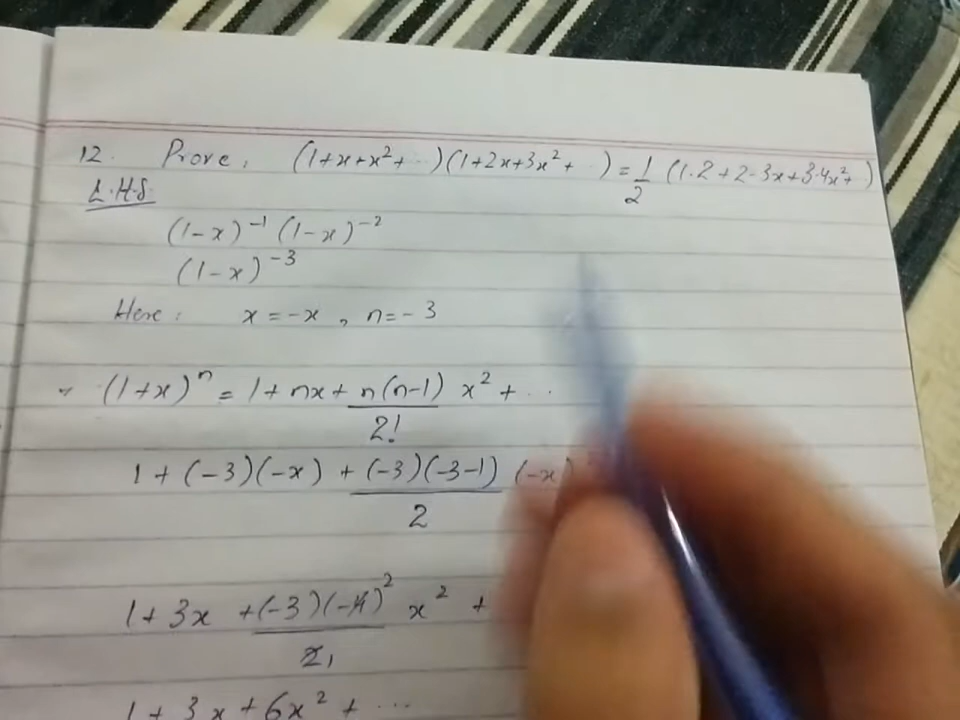 12. Prove, (1+x+x²+ ..)(1+2x+3x²+ ..) = 1/2 (1.2+2-3x+3.4x²+ )
L.H.S
(1-x)⁻¹ (1-x)⁻²
(1-x)⁻³
Here: x=-x, n=-3
(1+x)ⁿ = 1+nx+ n(n-1)/2! x²+ ..
1+(-3)(-x) + (-3)(-3-1)/2 (-x)
1+3x +(-3)(-4)²/2, x² +
1+3x+6x²+ ...